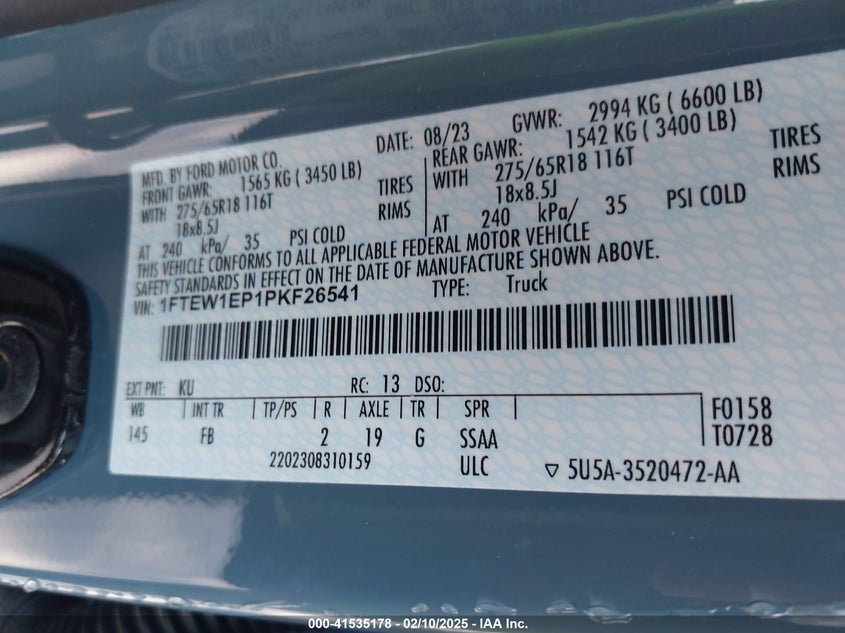 MFD. BY FORD MOTOR CO.
DATE: 08/23 GVWR: 2994 KG ( 6600 LB)
FRONT GAWR: 1565 KG ( 3450 LB)
REAR GAWR: 1542 KG ( 3400 LB)
WITH 275/65R18 116T TIRES
WITH 275/65R18 116T TIRES
18x8.5J RIMS
18x8.5J RIMS
AT 240 kPa/ 35 PSI COLD
AT 240 kPa/ 35 PSI COLD
THIS VEHICLE CONFORMS TO ALL APPLICABLE FEDERAL MOTOR VEHICLE
SAFETY STANDARDS IN EFFECT ON THE DATE OF MANUFACTURE SHOWN ABOVE.
VIN: 1FTEW1EP1PKF26541 TYPE: Truck
EXT PNT: KU RC: 13 DSO:
WB INT TR TP/PS R AXLE TR SPR
F0158
145 FB 2 19 G SSAA
T0728
2202308310159 ULC ▽ 5U5A-3520472-AA
000-41535178 - 02/10/2025 - IAA Inc.